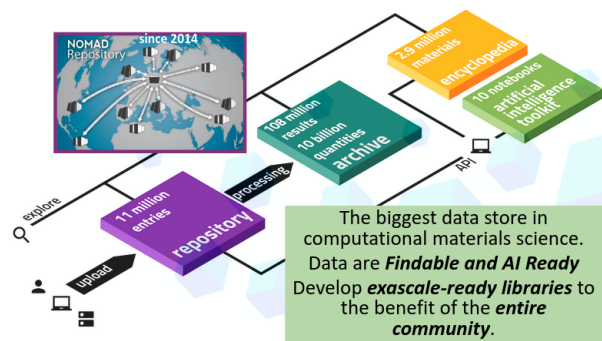 NOMAD
Repository
since 2014
2.9 million
materials
encyclopedia
10 notebooks
artificial
intelligence
toolkit
108 million
results
10 billion
quantities
archive
API
explore
processing
11 million
entries
repository
upload
The biggest data store in
computational materials science.
Data are Findable and AI Ready
Develop exascale-ready libraries to
the benefit of the entire
community.